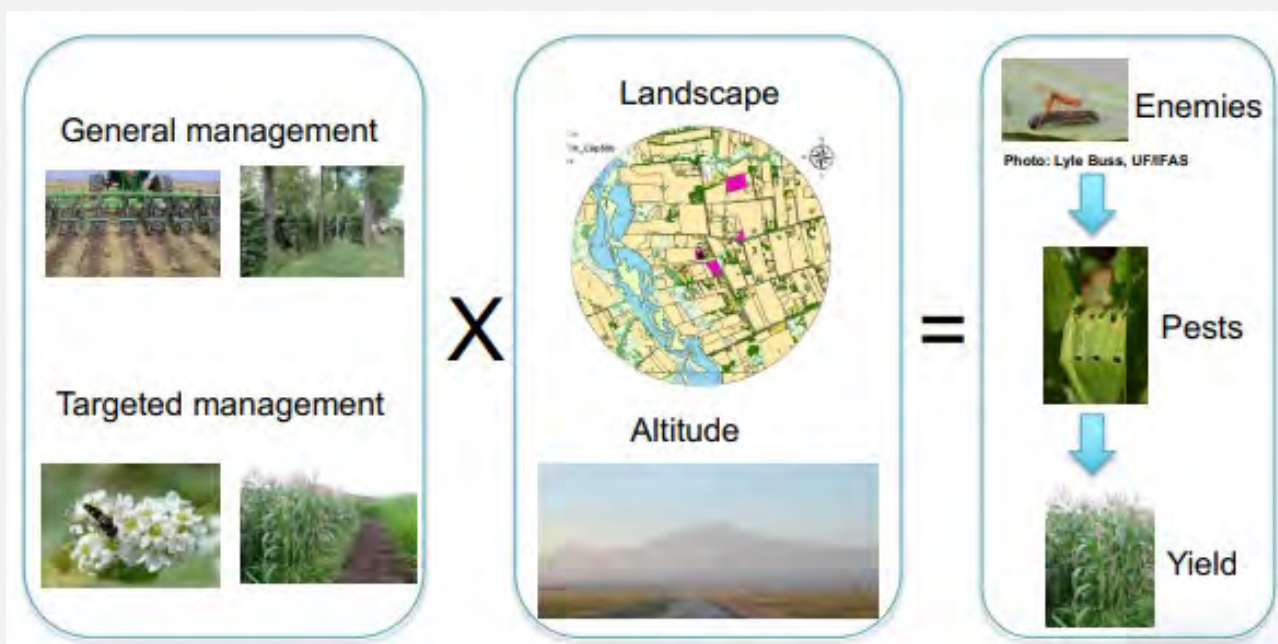 General management
Targeted management
X
Landscape
Altitude
=
Enemies
Photo: Lyle Buss, UF/IFAS
Pests
Yield